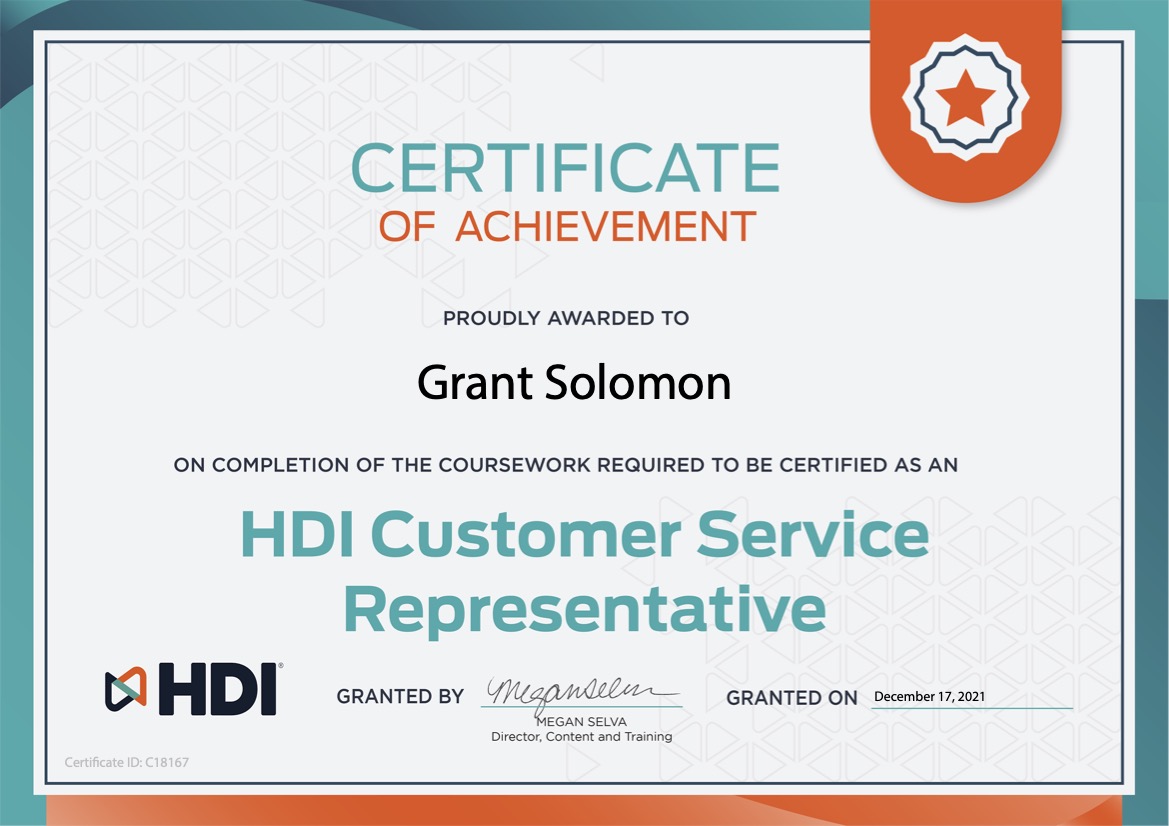 CERTIFICATE
OF ACHIEVEMENT
PROUDLY AWARDED TO
Grant Solomon
ON COMPLETION OF THE COURSEWORK REQUIRED TO BE CERTIFIED AS AN
HDI Customer Service
Representative
HDI®
GRANTED BY
Megan Selva
MEGAN SELVA
Director, Content and Training
GRANTED ON
December 17, 2021
Certificate ID: C18167